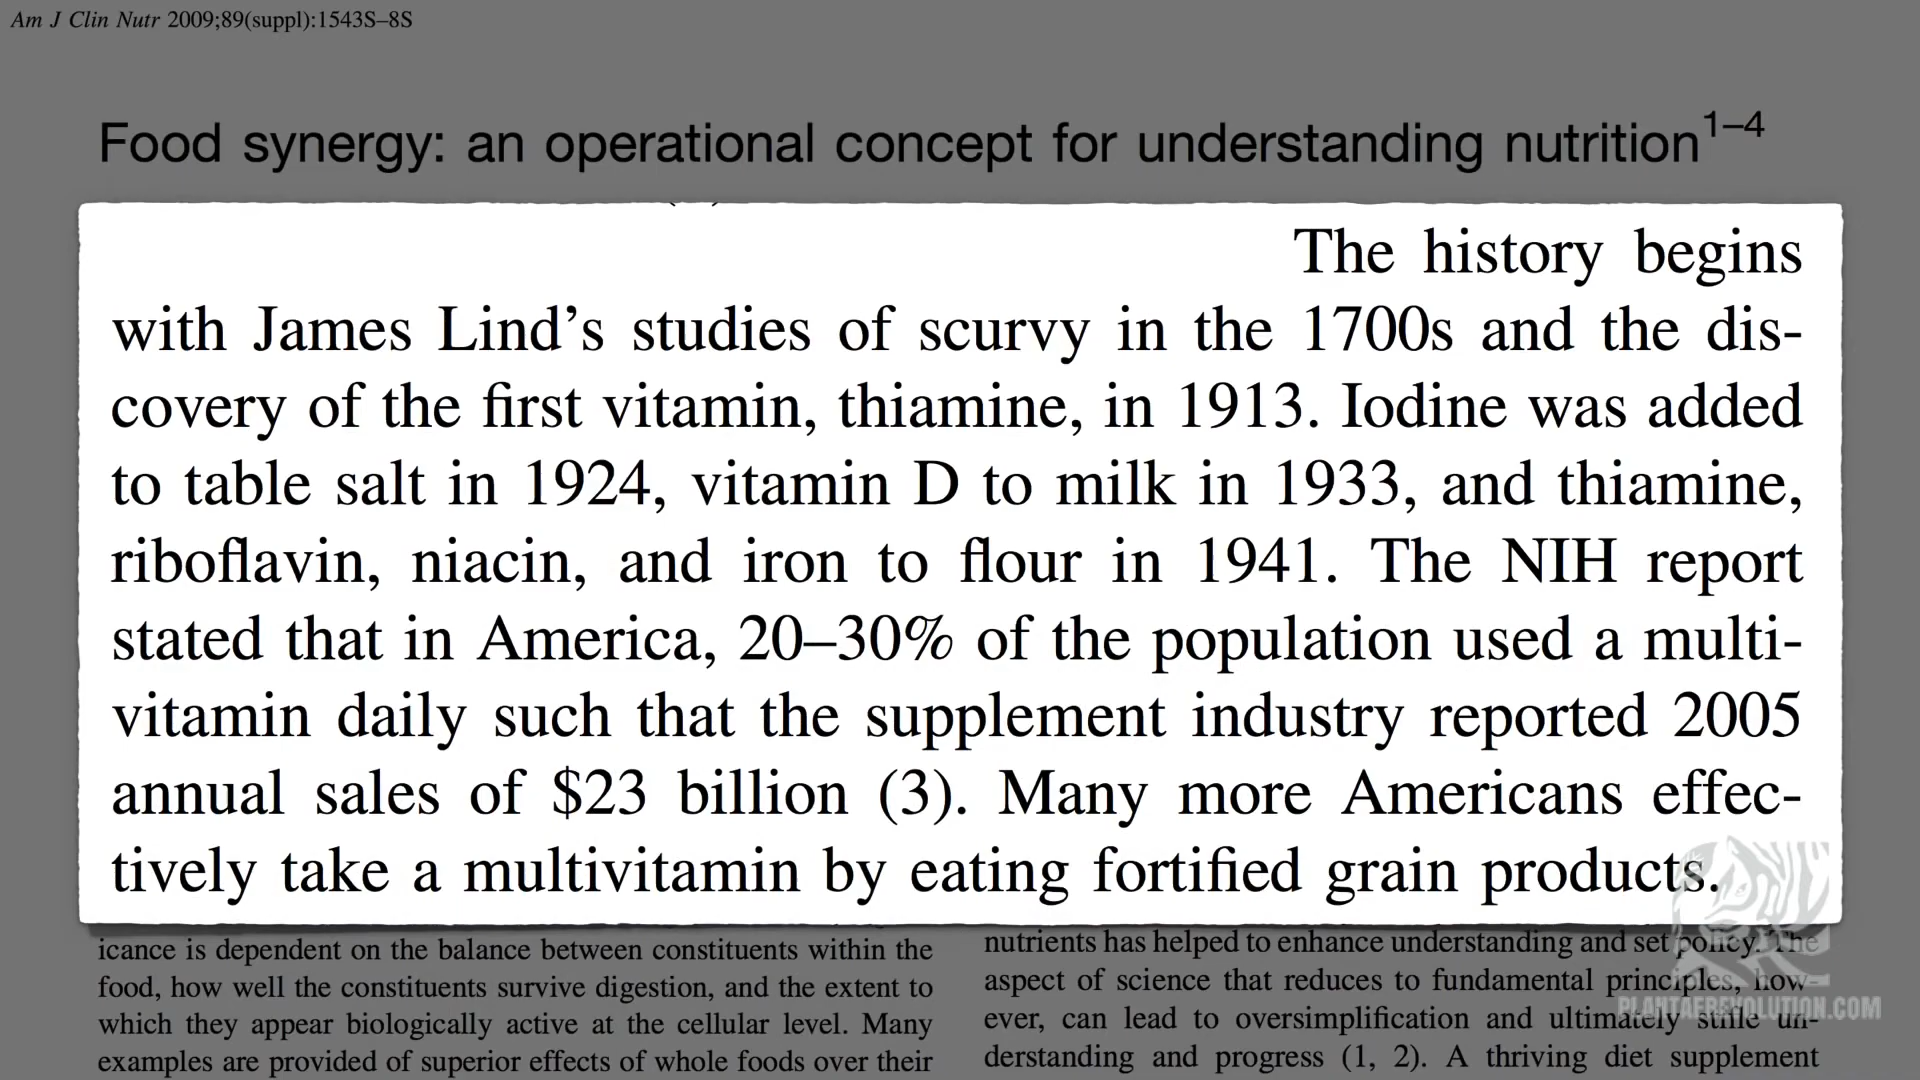 Am J Clin Nutr 2009;89(suppl):1543S–8S
Food synergy: an operational concept for understanding nutrition1–4
The history begins
with James Lind’s studies of scurvy in the 1700s and the dis-
covery of the first vitamin, thiamine, in 1913. Iodine was added
to table salt in 1924, vitamin D to milk in 1933, and thiamine,
riboflavin, niacin, and iron to flour in 1941. The NIH report
stated that in America, 20–30% of the population used a multi-
vitamin daily such that the supplement industry reported 2005
annual sales of $23 billion (3). Many more Americans effec-
tively take a multivitamin by eating fortified grain products.
icance is dependent on the balance between constituents within the
food, how well the constituents survive digestion, and the extent to
which they appear biologically active at the cellular level. Many
examples are provided of superior effects of whole foods over their
nutrients has helped to enhance understanding and set policy. The
aspect of science that reduces to fundamental principles, how-
ever, can lead to oversimplification and ultimately stifle un-
derstanding and progress (1, 2). A thriving diet supplement
PLANTAEREVOLUTION.COM